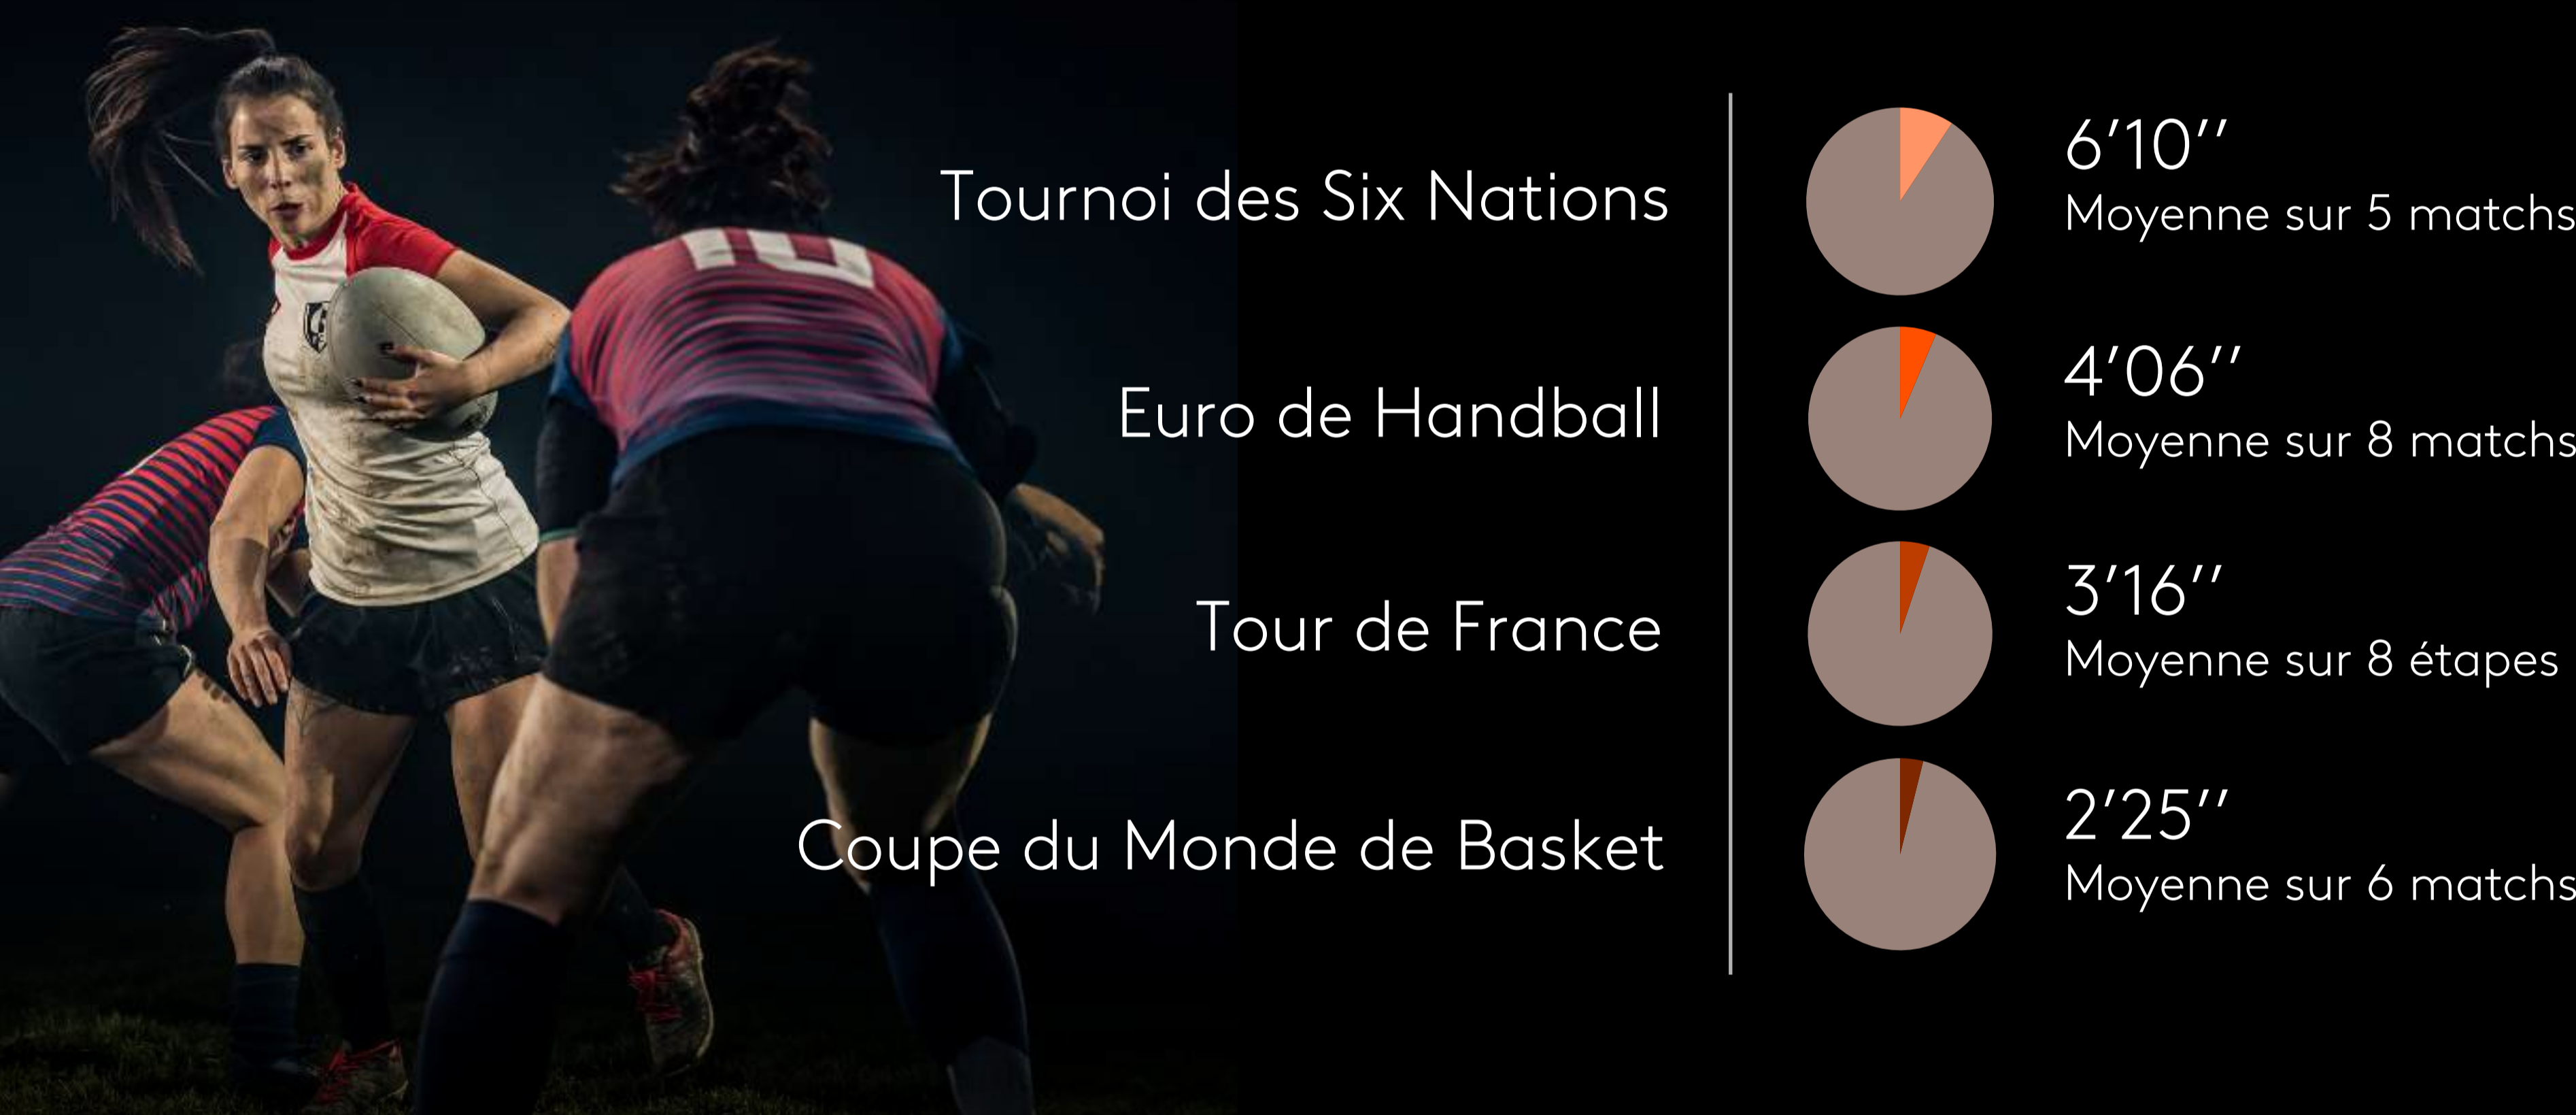 10
Tournoi des Six Nations
6’10’’
Moyenne sur 5 matchs
Euro de Handball
4’06’’
Moyenne sur 8 matchs
Tour de France
3’16’’
Moyenne sur 8 étapes
Coupe du Monde de Basket
2’25’’
Moyenne sur 6 matchs